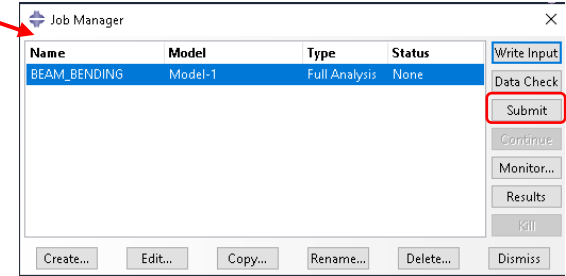 Job Manager
Name Model Type Status
BEAM_BENDING Model-1 Full Analysis None
Write Input
Data Check
Submit
Continue
Monitor...
Results
Kill
Create... Edit... Copy... Rename... Delete... Dismiss